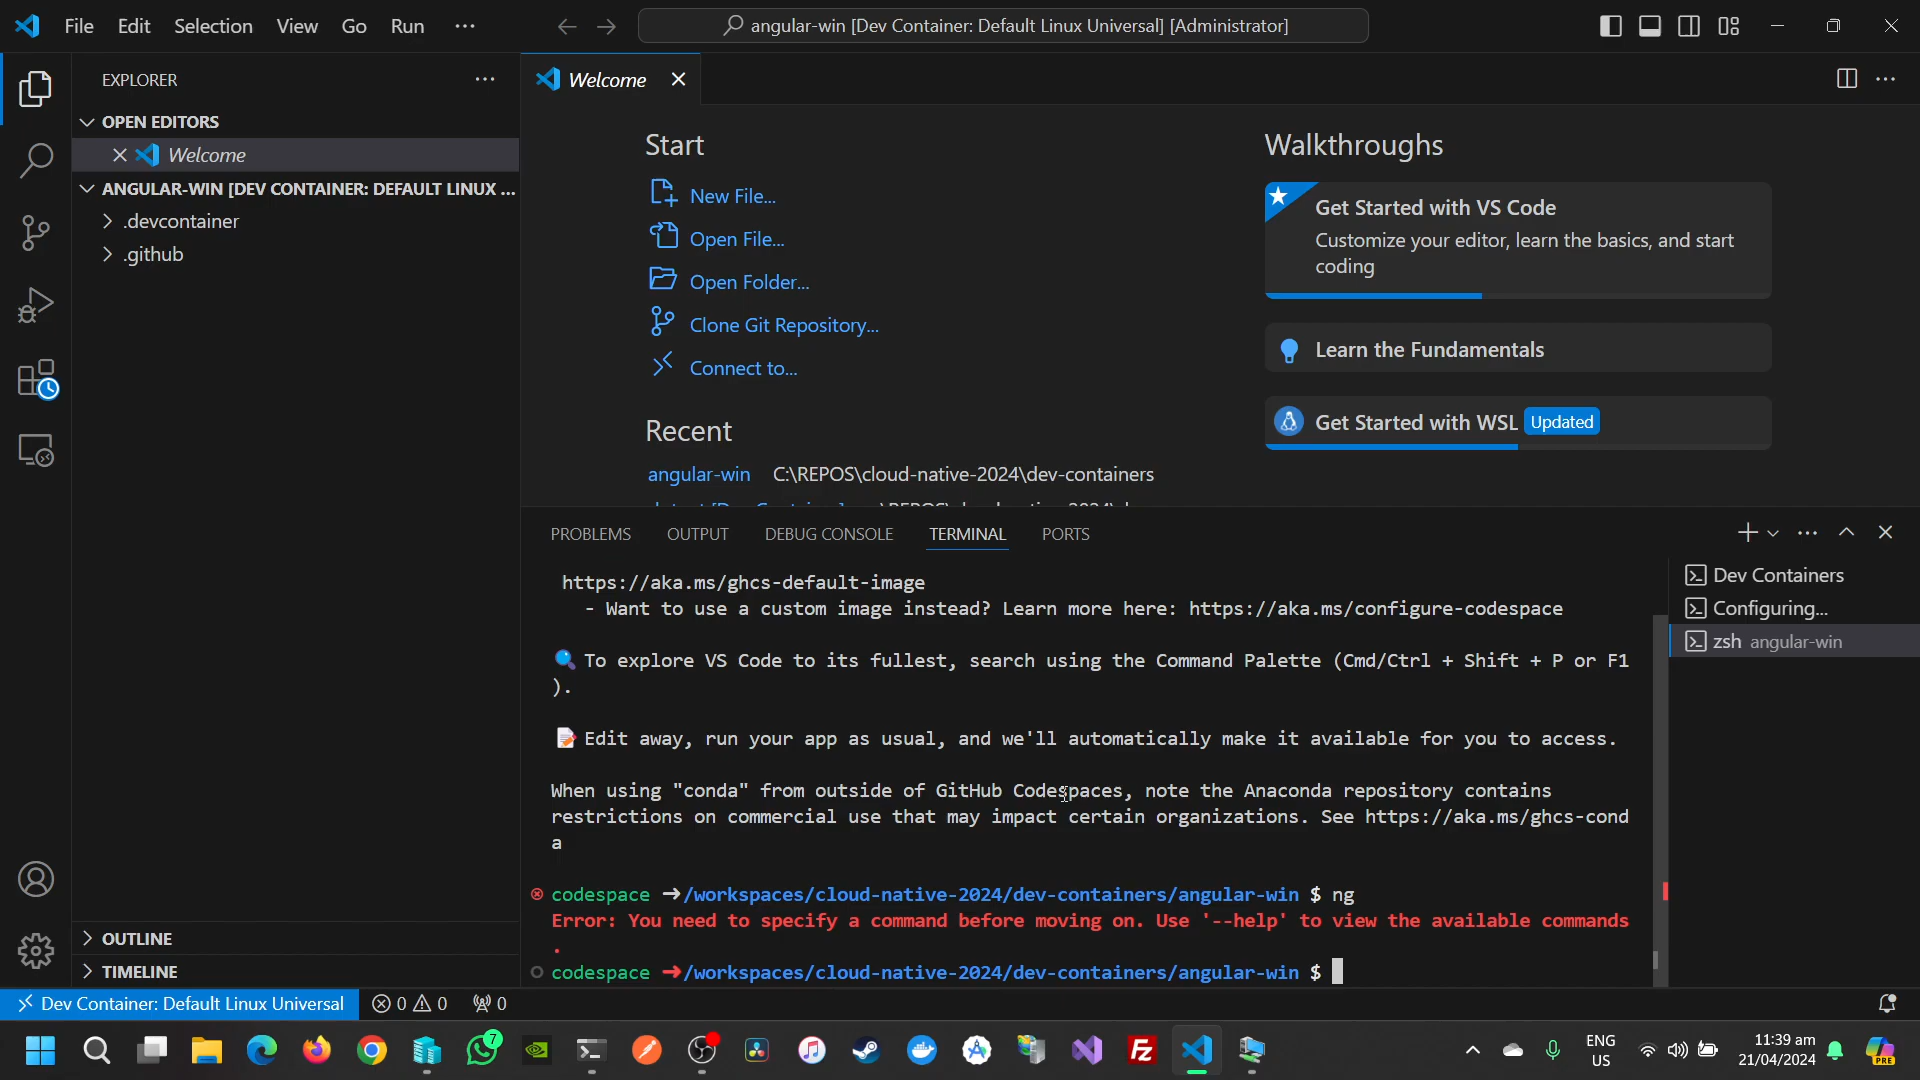 File Edit Selection View Go Run ···
angular-win [Dev Container: Default Linux Universal] [Administrator]
EXPLORER
OPEN EDITORS
Welcome
ANGULAR-WIN [DEV CONTAINER: DEFAULT LINUX ...
.devcontainer
.github
OUTLINE
TIMELINE
Welcome
Start
New File...
Open File...
Open Folder...
Clone Git Repository...
Connect to...
Recent
angular-win C:\REPOS\cloud-native-2024\dev-containers
Walkthroughs
Get Started with VS Code
Customize your editor, learn the basics, and start
coding
Learn the Fundamentals
Get Started with WSL Updated
PROBLEMS OUTPUT DEBUG CONSOLE TERMINAL PORTS
https://aka.ms/ghcs-default-image
- Want to use a custom image instead? Learn more here: https://aka.ms/configure-codespace
To explore VS Code to its fullest, search using the Command Palette (Cmd/Ctrl + Shift + P or F1
).
Edit away, run your app as usual, and we'll automatically make it available for you to access.
When using "conda" from outside of GitHub Codespaces, note the Anaconda repository contains
restrictions on commercial use that may impact certain organizations. See https://aka.ms/ghcs-cond
a
codespace ➜ /workspaces/cloud-native-2024/dev-containers/angular-win $ ng
Error: You need to specify a command before moving on. Use '--help' to view the available commands
.
codespace ➜ /workspaces/cloud-native-2024/dev-containers/angular-win $
Dev Containers
Configuring...
zsh angular-win
Dev Container: Default Linux Universal 0 0 0
7
ENG
US
11:39 am
21/04/2024
PRE